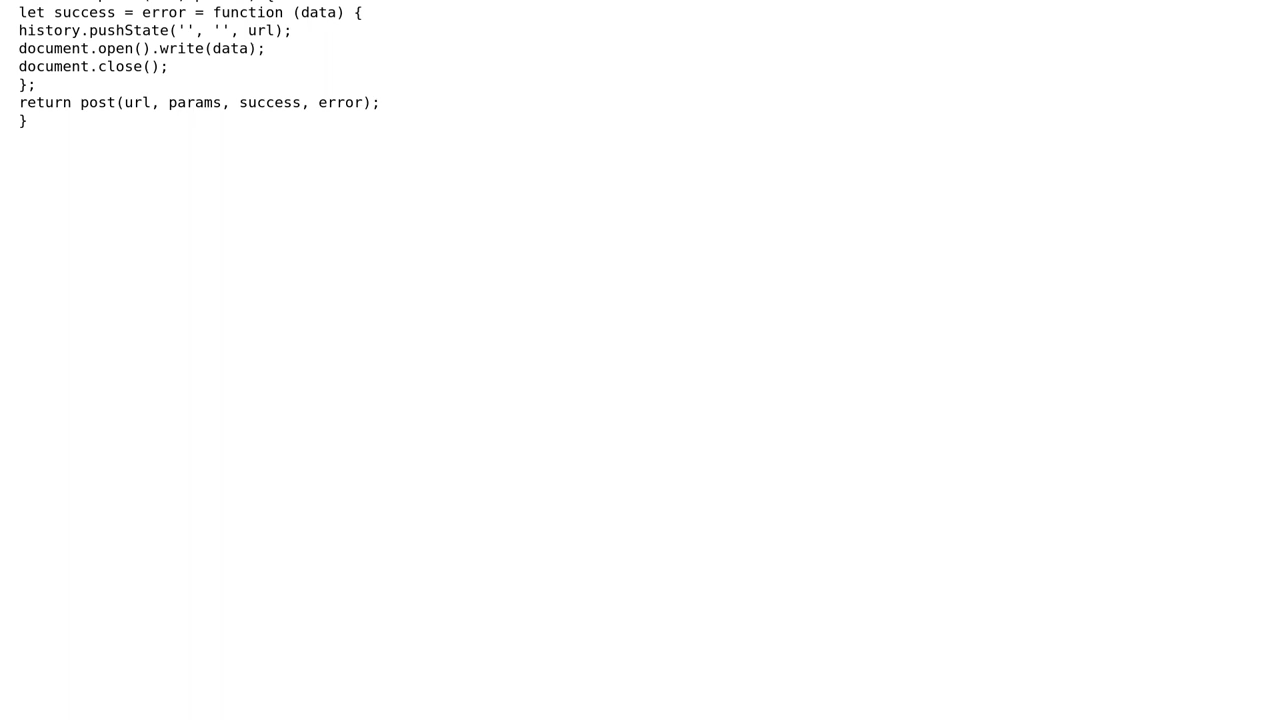 let success = error = function (data) {
history.pushState('', '', url);
document.open().write(data);
document.close();
};
return post(url, params, success, error);
}